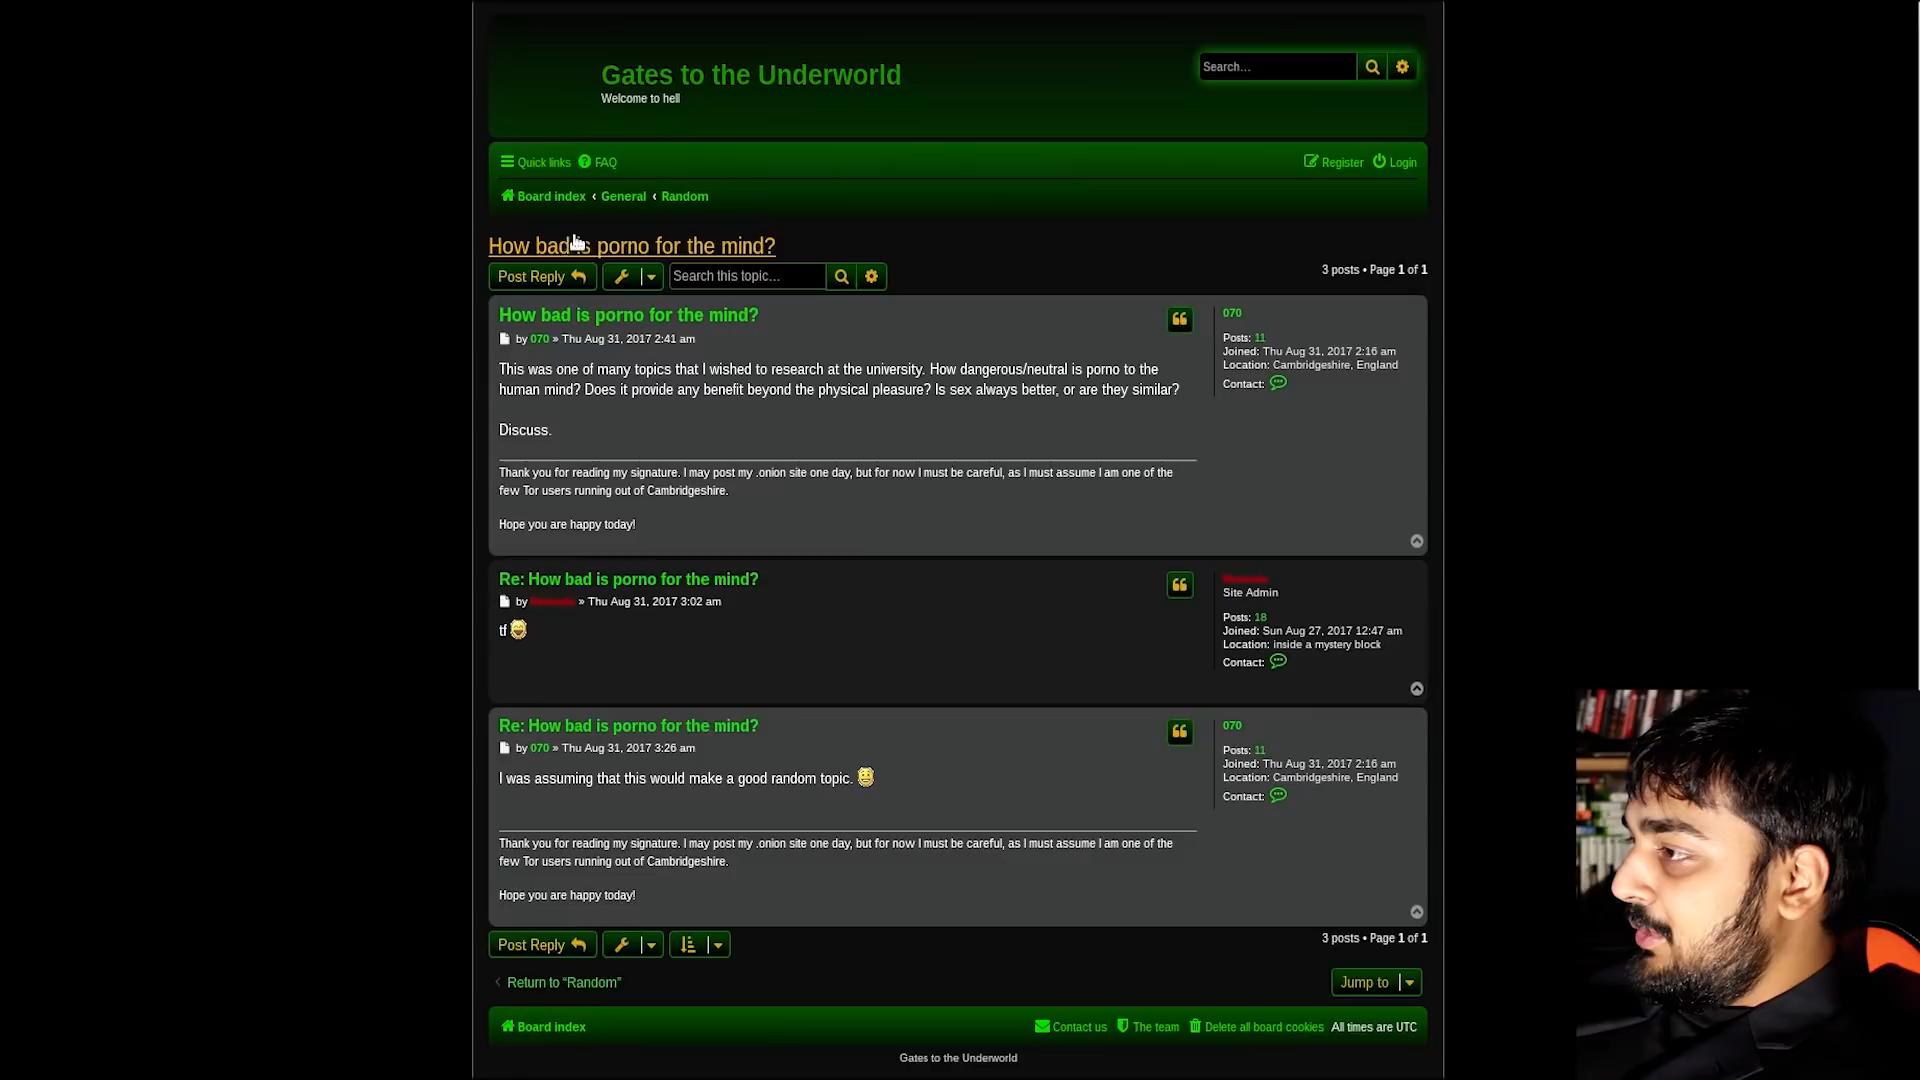 Gates to the Underworld
Welcome to hell
Search…
Quick links FAQ
Register Login
Board index ‹ General ‹ Random
How bad is porno for the mind?
Post Reply
Search this topic…
3 posts • Page 1 of 1
How bad is porno for the mind?
by 070 » Thu Aug 31, 2017 2:41 am
This was one of many topics that I wished to research at the university. How dangerous/neutral is porno to the
human mind? Does it provide any benefit beyond the physical pleasure? Is sex always better, or are they similar?
Discuss.
Thank you for reading my signature. I may post my .onion site one day, but for now I must be careful, as I must assume I am one of the
few Tor users running out of Cambridgeshire.
Hope you are happy today!
070
Posts: 11
Joined: Thu Aug 31, 2017 2:16 am
Location: Cambridgeshire, England
Contact:
Re: How bad is porno for the mind?
by » Thu Aug 31, 2017 3:02 am
tf
Site Admin
Posts: 18
Joined: Sun Aug 27, 2017 12:47 am
Location: inside a mystery block
Contact:
Re: How bad is porno for the mind?
by 070 » Thu Aug 31, 2017 3:26 am
I was assuming that this would make a good random topic.
Thank you for reading my signature. I may post my .onion site one day, but for now I must be careful, as I must assume I am one of the
few Tor users running out of Cambridgeshire.
Hope you are happy today!
070
Posts: 11
Joined: Thu Aug 31, 2017 2:16 am
Location: Cambridgeshire, England
Contact:
Post Reply
3 posts • Page 1 of 1
‹ Return to “Random”
Jump to
Board index
Contact us The team Delete all board cookies All times are UTC
Gates to the Underworld